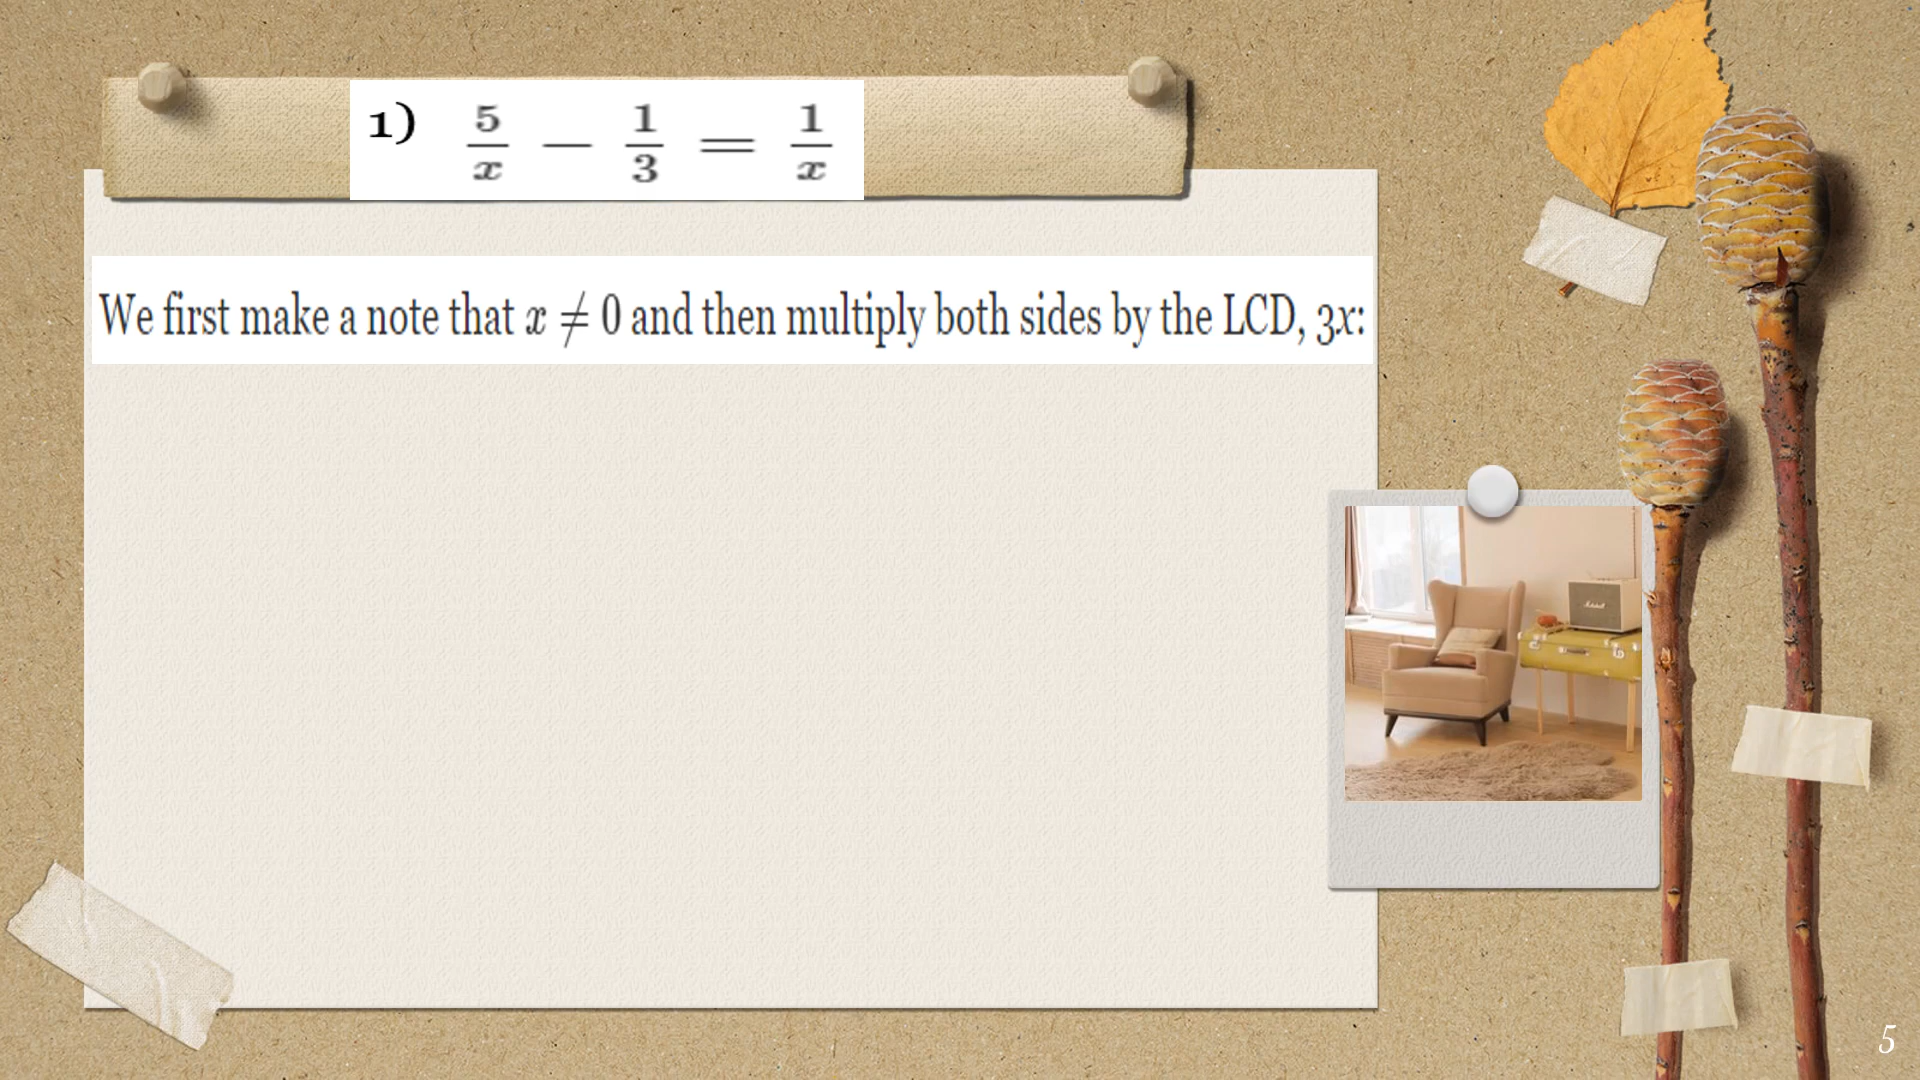 1) 5/x − 1/3 = 1/x
We first make a note that x ≠ 0 and then multiply both sides by the LCD, 3x:
Marshall
5